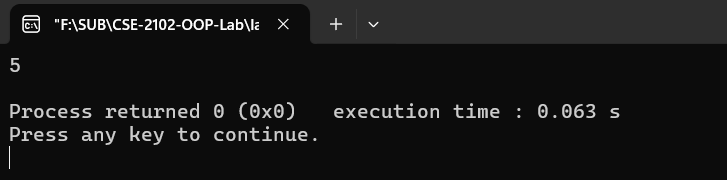 "F:\SUB\CSE-2102-OOP-Lab\la
5
Process returned 0 (0x0)   execution time : 0.063 s
Press any key to continue.